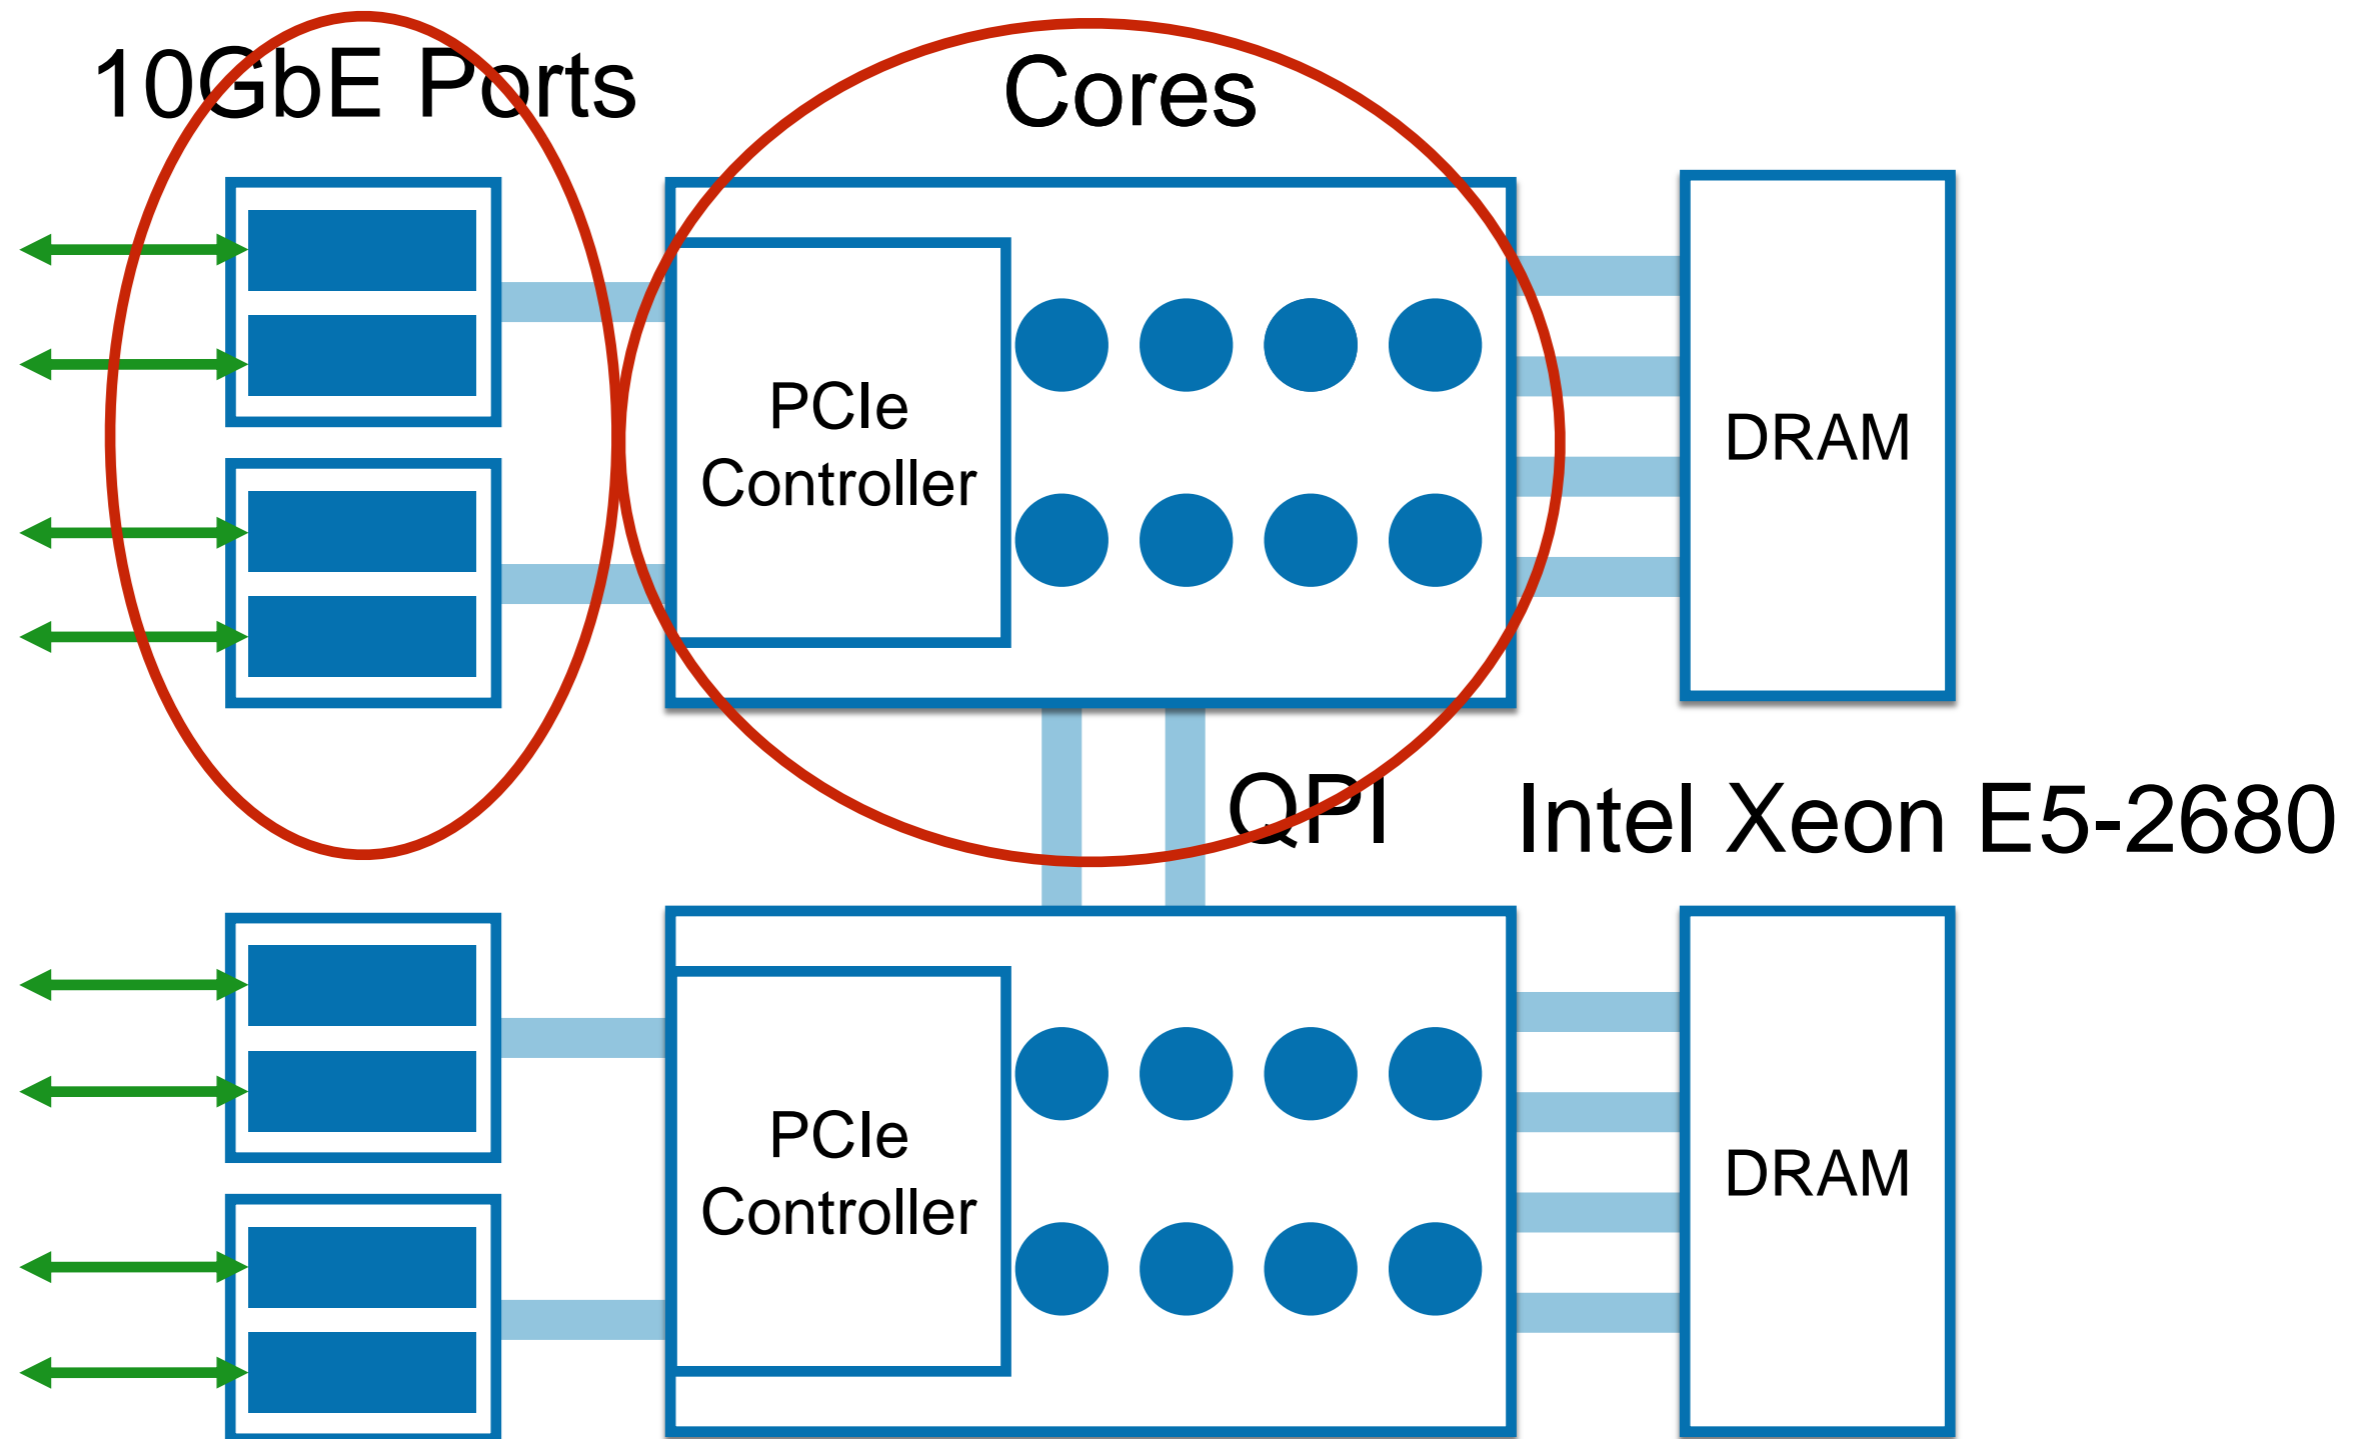 10GbE Ports
Cores
PCIe
Controller
DRAM
QPI
Intel Xeon E5-2680
PCIe
Controller
DRAM